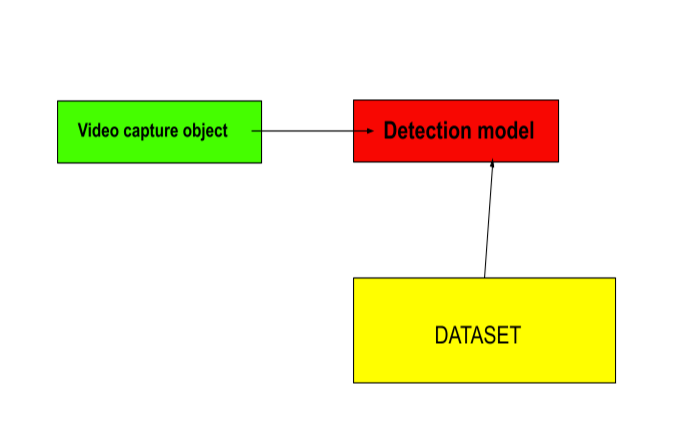 Video capture object
Detection model
DATASET